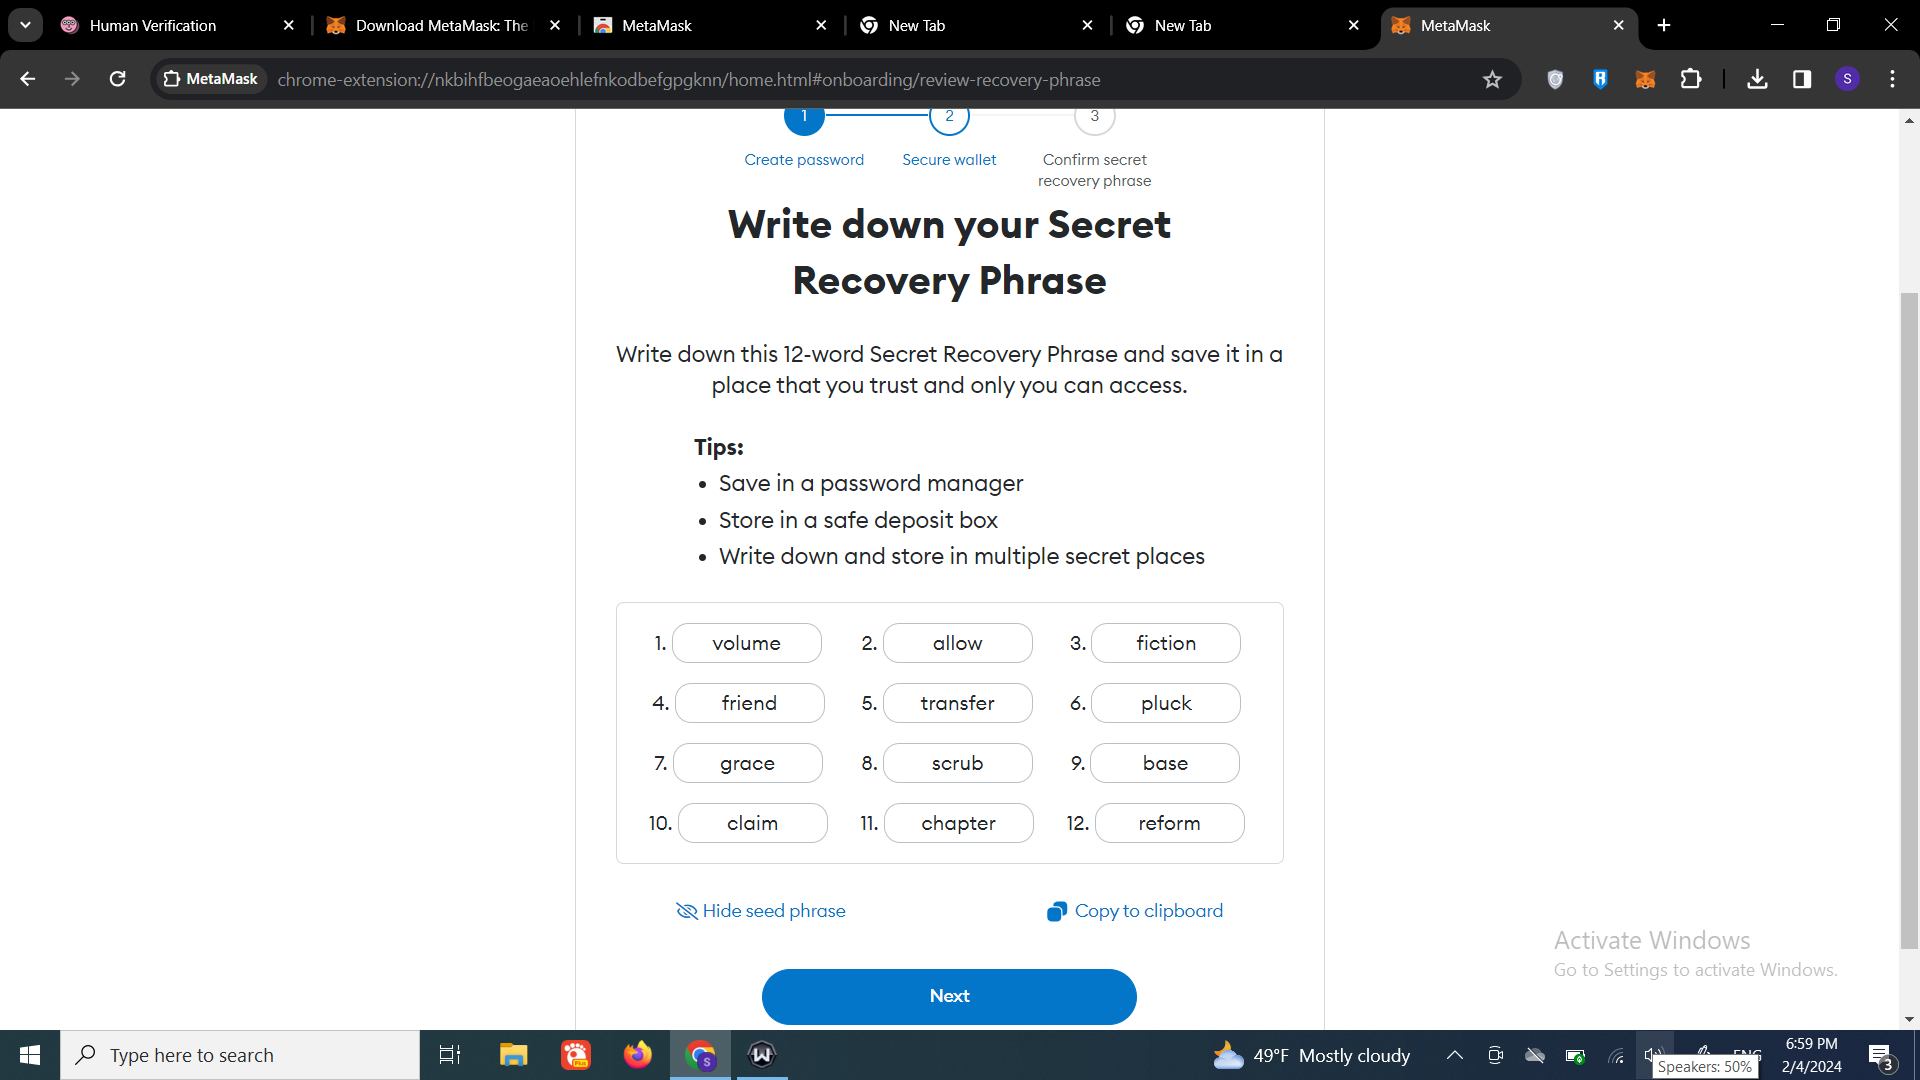 Human Verification
Download MetaMask: The
MetaMask
New Tab
New Tab
MetaMask
MetaMask
chrome-extension://nkbihfbeogaeaoehlefnkodbefgpgknn/home.html#onboarding/review-recovery-phrase
S
1
2
3
Create password
Secure wallet
Confirm secret
recovery phrase
Write down your Secret
Recovery Phrase
Write down this 12-word Secret Recovery Phrase and save it in a
place that you trust and only you can access.
Tips:
• Save in a password manager
• Store in a safe deposit box
• Write down and store in multiple secret places
1. volume 2. allow 3. fiction
4. friend 5. transfer 6. pluck
7. grace 8. scrub 9. base
10. claim 11. chapter 12. reform
Hide seed phrase
Copy to clipboard
Next
Activate Windows
Go to Settings to activate Windows.
Type here to search
49°F Mostly cloudy
6:59 PM
2/4/2024
3
Speakers: 50%